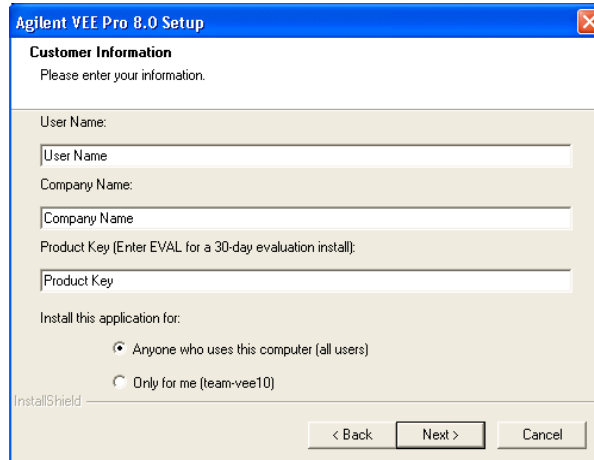 Agilent VEE Pro 8.0 Setup
Customer Information
Please enter your information.
User Name:
User Name
Company Name:
Company Name
Product Key (Enter EVAL for a 30-day evaluation install):
Product Key
Install this application for:
Anyone who uses this computer (all users)
Only for me (team-vee10)
InstallShield
< Back Next > Cancel